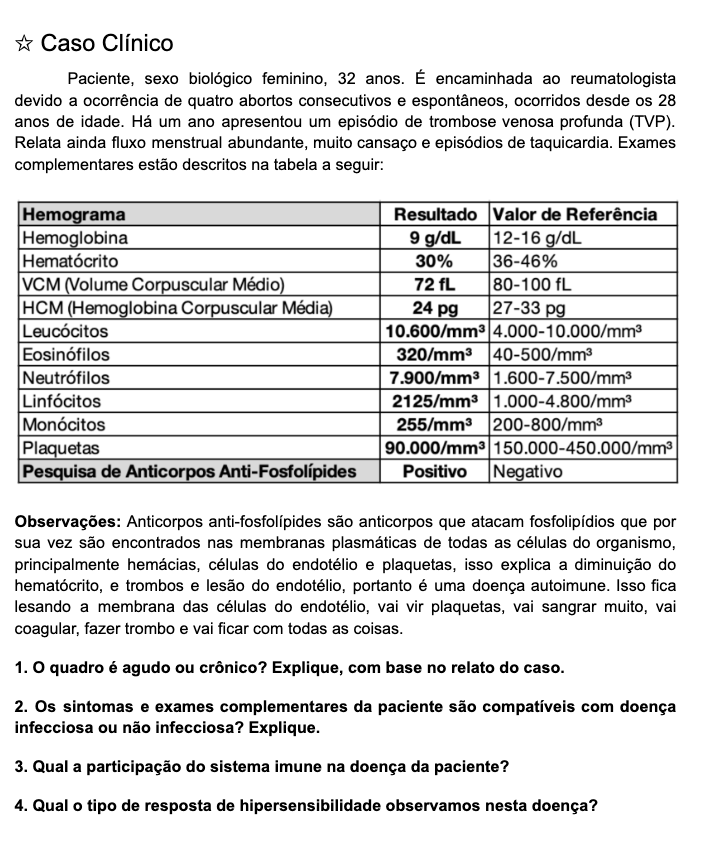 ☆ Caso Clínico
Paciente, sexo biológico feminino, 32 anos. É encaminhada ao reumatologista
devido a ocorrência de quatro abortos consecutivos e espontâneos, ocorridos desde os 28
anos de idade. Há um ano apresentou um episódio de trombose venosa profunda (TVP).
Relata ainda fluxo menstrual abundante, muito cansaço e episódios de taquicardia. Exames
complementares estão descritos na tabela a seguir:
Hemograma Resultado Valor de Referência
Hemoglobina 9 g/dL 12-16 g/dL
Hematócrito 30% 36-46%
VCM (Volume Corpuscular Médio) 72 fL 80-100 fL
HCM (Hemoglobina Corpuscular Média) 24 pg 27-33 pg
Leucócitos 10.600/mm³ 4.000-10.000/mm³
Eosinófilos 320/mm³ 40-500/mm³
Neutrófilos 7.900/mm³ 1.600-7.500/mm³
Linfócitos 2125/mm³ 1.000-4.800/mm³
Monócitos 255/mm³ 200-800/mm³
Plaquetas 90.000/mm³ 150.000-450.000/mm³
Pesquisa de Anticorpos Anti-Fosfolípides Positivo Negativo
Observações: Anticorpos anti-fosfolípides são anticorpos que atacam fosfolipídios que por
sua vez são encontrados nas membranas plasmáticas de todas as células do organismo,
principalmente hemácias, células do endotélio e plaquetas, isso explica a diminuição do
hematócrito, e trombos e lesão do endotélio, portanto é uma doença autoimune. Isso fica
lesando a membrana das células do endotélio, vai vir plaquetas, vai sangrar muito, vai
coagular, fazer trombo e vai ficar com todas as coisas.
1. O quadro é agudo ou crônico? Explique, com base no relato do caso.
2. Os sintomas e exames complementares da paciente são compatíveis com doença
infecciosa ou não infecciosa? Explique.
3. Qual a participação do sistema imune na doença da paciente?
4. Qual o tipo de resposta de hipersensibilidade observamos nesta doença?